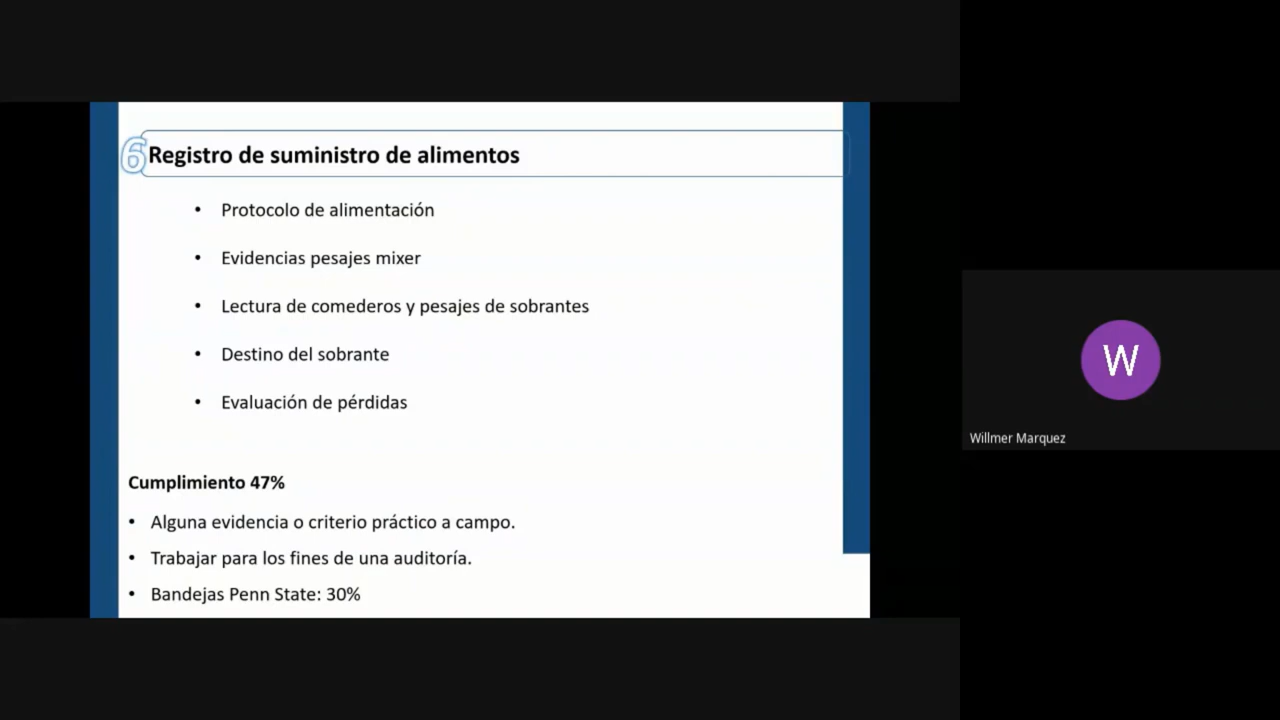 6 Registro de suministro de alimentos
• Protocolo de alimentación
• Evidencias pesajes mixer
• Lectura de comederos y pesajes de sobrantes
• Destino del sobrante
• Evaluación de pérdidas
Cumplimiento 47%
• Alguna evidencia o criterio práctico a campo.
• Trabajar para los fines de una auditoría.
• Bandejas Penn State: 30%
W
Willmer Marquez